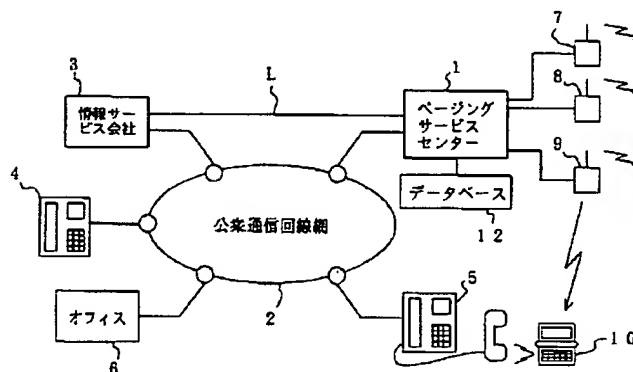 7
3
L
1
8
情報サー
ビス会社
ページング
サービス
センター
9
4
データベース
12
公衆通信回線網
5
オフィス
2
6
10